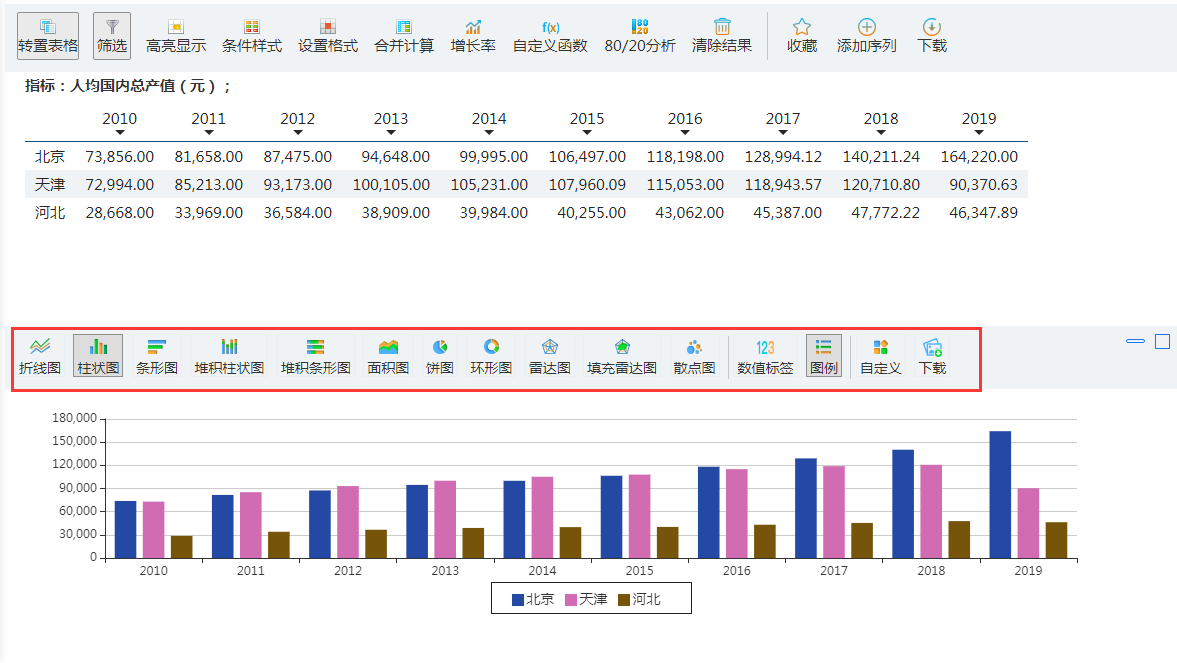 转置表格 筛选 高亮显示 条件样式 设置格式 合并计算 增长率 f(x) 自定义函数 180 120 80/20分析 清除结果 收藏 添加序列 下载
指标：人均国内总产值（元）；
2010 2011 2012 2013 2014 2015 2016 2017 2018 2019
北京 73,856.00 81,658.00 87,475.00 94,648.00 99,995.00 106,497.00 118,198.00 128,994.12 140,211.24 164,220.00
天津 72,994.00 85,213.00 93,173.00 100,105.00 105,231.00 107,960.09 115,053.00 118,943.57 120,710.80 90,370.63
河北 28,668.00 33,969.00 36,584.00 38,909.00 39,984.00 40,255.00 43,062.00 45,387.00 47,772.22 46,347.89
123
折线图 柱状图 条形图 堆积柱状图 堆积条形图 面积图 饼图 环形图 雷达图 填充雷达图 散点图 数值标签 图例 自定义 下载
180,000
150,000
120,000
90,000
60,000
30,000
0
2010 2011 2012 2013 2014 2015 2016 2017 2018 2019
北京 天津 河北